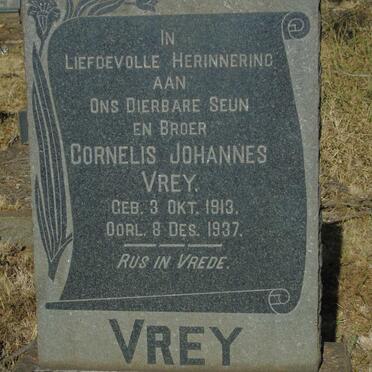 IN
LIEFDEVOLLE HERINNERING
AAN
ONS DIERBARE SEUN
EN BROER
CORNELIS JOHANNES
VREY.
GEB. 3 OKT. 1913.
OORL. 8 DES. 1937.
RUS IN VREDE.
VREY